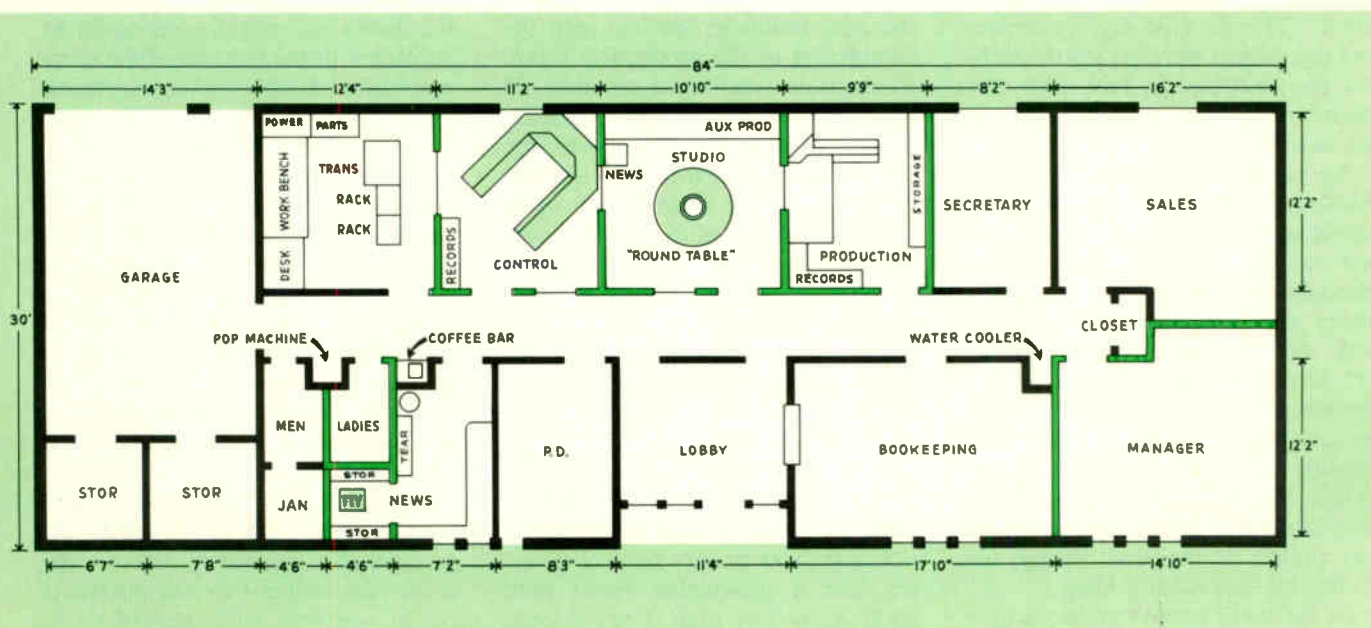 84'
14'3"
12'4"
11'2"
10'10"
9'9"
8'2"
16'2"
POWER
PARTS
AUX PROD
TRANS
STUDIO
NEWS
WORK BENCH
RACK
RACK
STORAGE
SECRETARY
SALES
12'2"
DESK
RECORDS
CONTROL
"ROUND TABLE"
PRODUCTION
RECORDS
GARAGE
30'
POP MACHINE
COFFEE BAR
WATER COOLER
CLOSET
MEN
LADIES
TEAR
P.D.
LOBBY
BOOKEEPING
MANAGER
12'2"
STOR
STOR
JAN
STOR
NEWS
STOR
6'7"
7'8"
4'6"
4'6"
7'2"
8'3"
11'4"
17'10"
14'10"